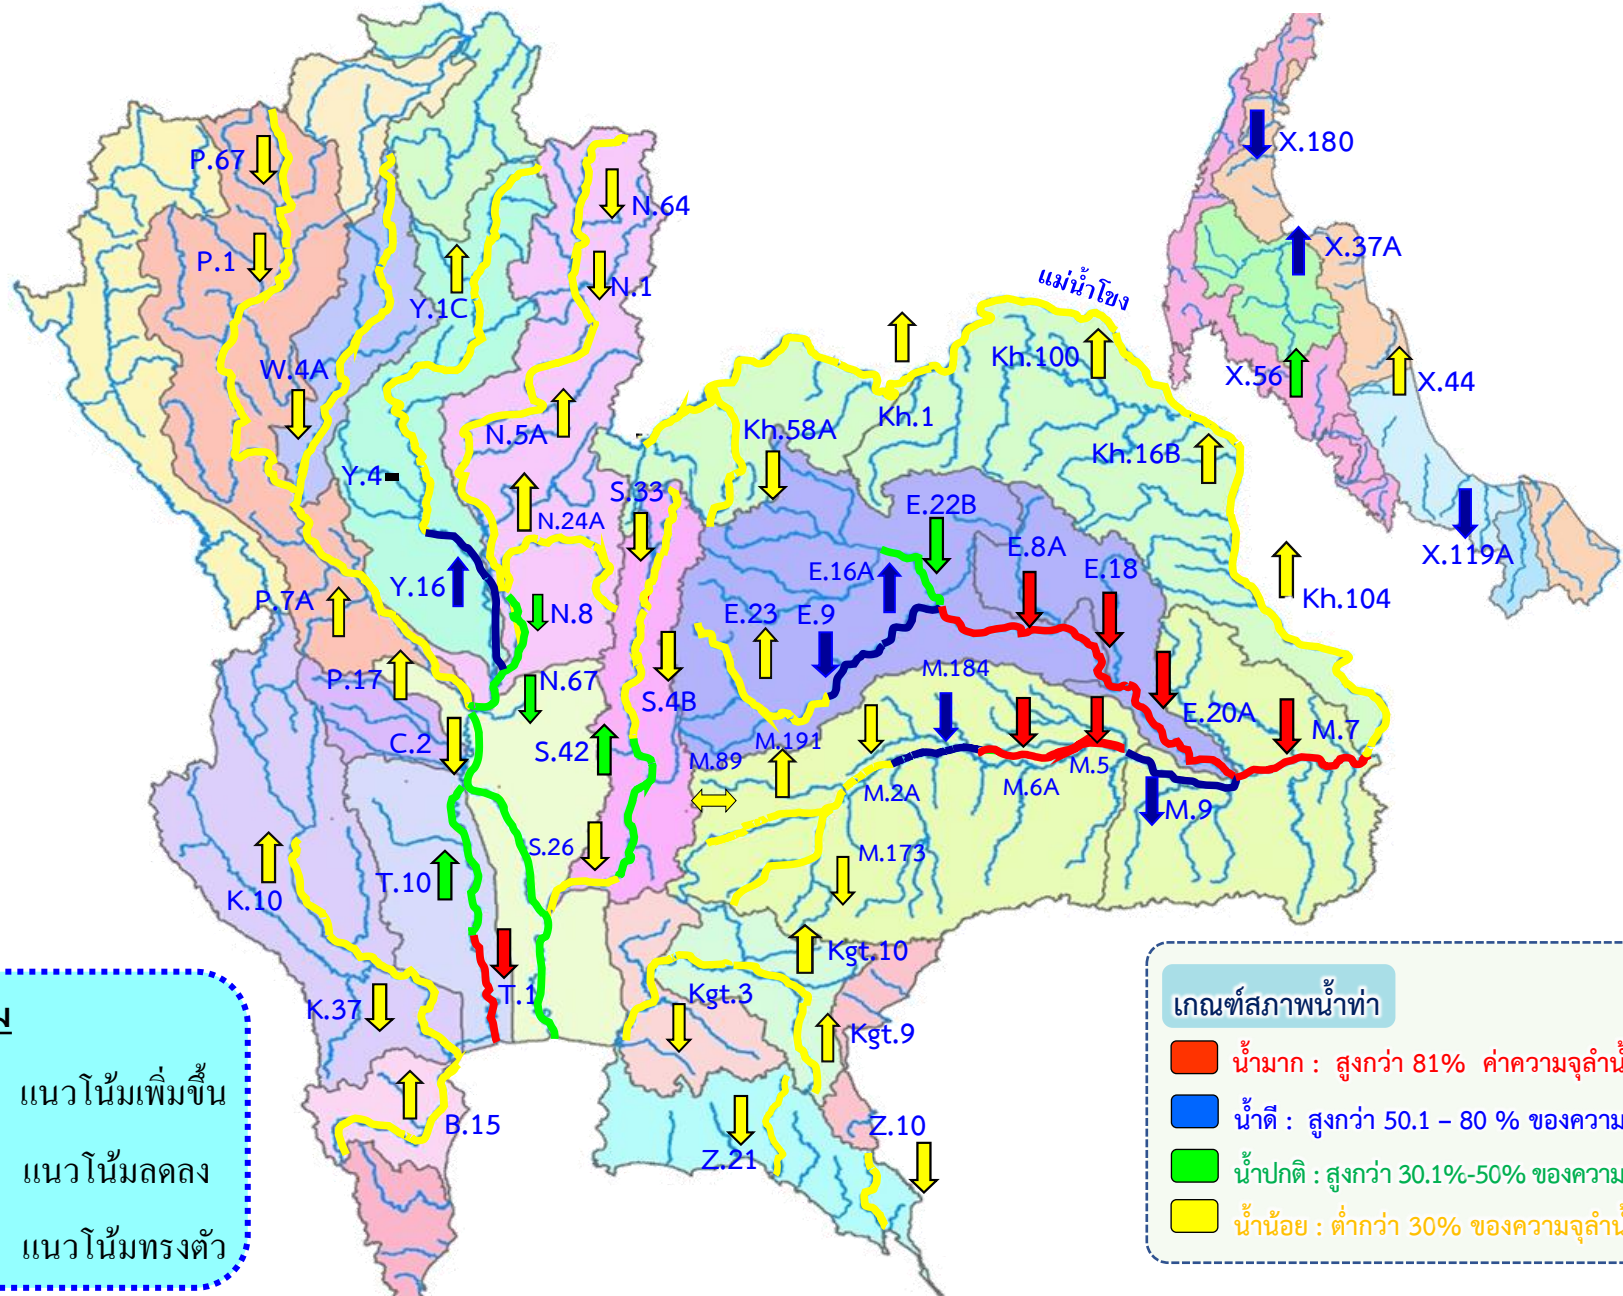 P.67
P.1
W.4A
Y.1C
N.64
N.1
N.5A
Y.4
N.24A
S.33
Y.16
P.7A
N.8
P.17
N.67
C.2
S.42
S.4B
S.26
T.10
T.1
K.10
K.37
B.15
แม่น้ำโขง
Kh.100
Kh.1
Kh.58A
Kh.16B
Kh.104
E.22B
E.8A
E.18
E.16A
E.23
E.9
E.20A
M.184
M.191
M.89
M.2A
M.6A
M.5
M.9
M.7
M.173
Kgt.10
Kgt.3
Kgt.9
Z.21
Z.10
X.180
X.37A
X.56
X.44
X.119A
แนวโน้มเพิ่มขึ้น
แนวโน้มลดลง
แนวโน้มทรงตัว
เกณฑ์สภาพน้ำท่า
น้ำมาก : สูงกว่า 81% ค่าความจุลำน้ำ
น้ำดี : สูงกว่า 50.1 – 80 % ของความ
น้ำปกติ : สูงกว่า 30.1%-50% ของความ
น้ำน้อย : ต่ำกว่า 30% ของความจุลำน้ำ